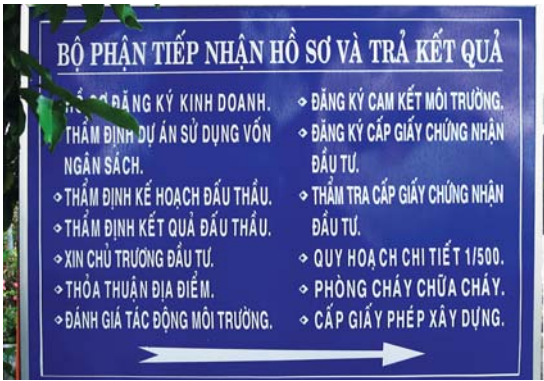 BỘ PHẬN TIẾP NHẬN HỒ SƠ VÀ TRẢ KẾT QUẢ
HỒ SƠ ĐĂNG KÝ KINH DOANH.
THẨM ĐỊNH DỰ ÁN SỬ DỤNG VỐN
NGÂN SÁCH.
THẨM ĐỊNH KẾ HOẠCH ĐẤU THẦU.
THẨM ĐỊNH KẾT QUẢ ĐẤU THẦU.
XIN CHỦ TRƯƠNG ĐẦU TƯ.
THỎA THUẬN ĐỊA ĐIỂM.
ĐÁNH GIÁ TÁC ĐỘNG MÔI TRƯỜNG.
ĐĂNG KÝ CAM KẾT MÔI TRƯỜNG.
ĐĂNG KÝ CẤP GIẤY CHỨNG NHẬN
ĐẦU TƯ.
THẨM TRA CẤP GIẤY CHỨNG NHẬN
ĐẦU TƯ.
QUY HOẠCH CHI TIẾT 1/500.
PHÒNG CHÁY CHỮA CHÁY.
CẤP GIẤY PHÉP XÂY DỰNG.